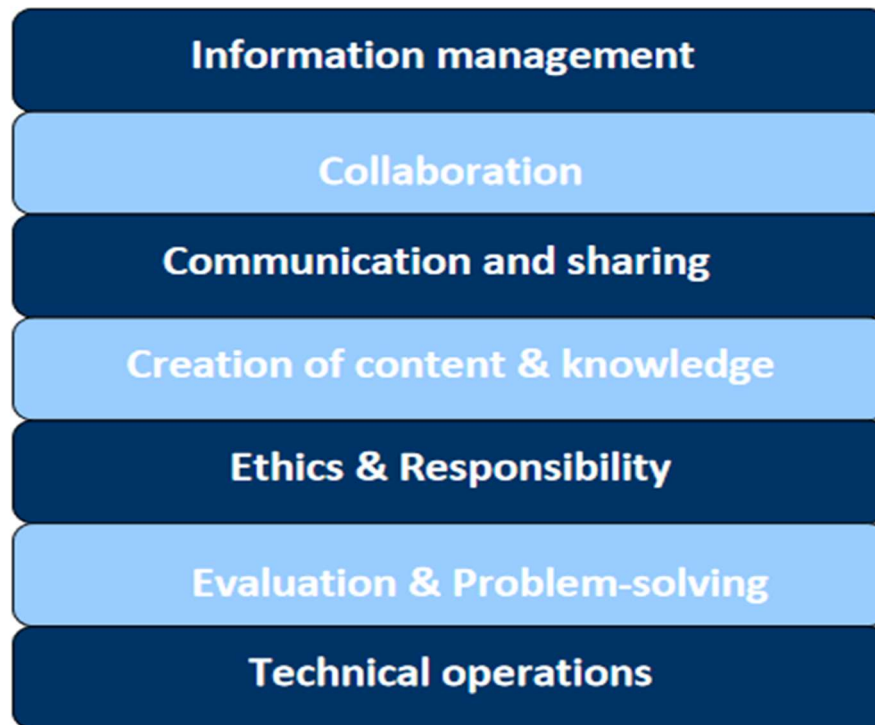 Information management
Collaboration
Communication and sharing
Creation of content & knowledge
Ethics & Responsibility
Evaluation & Problem-solving
Technical operations